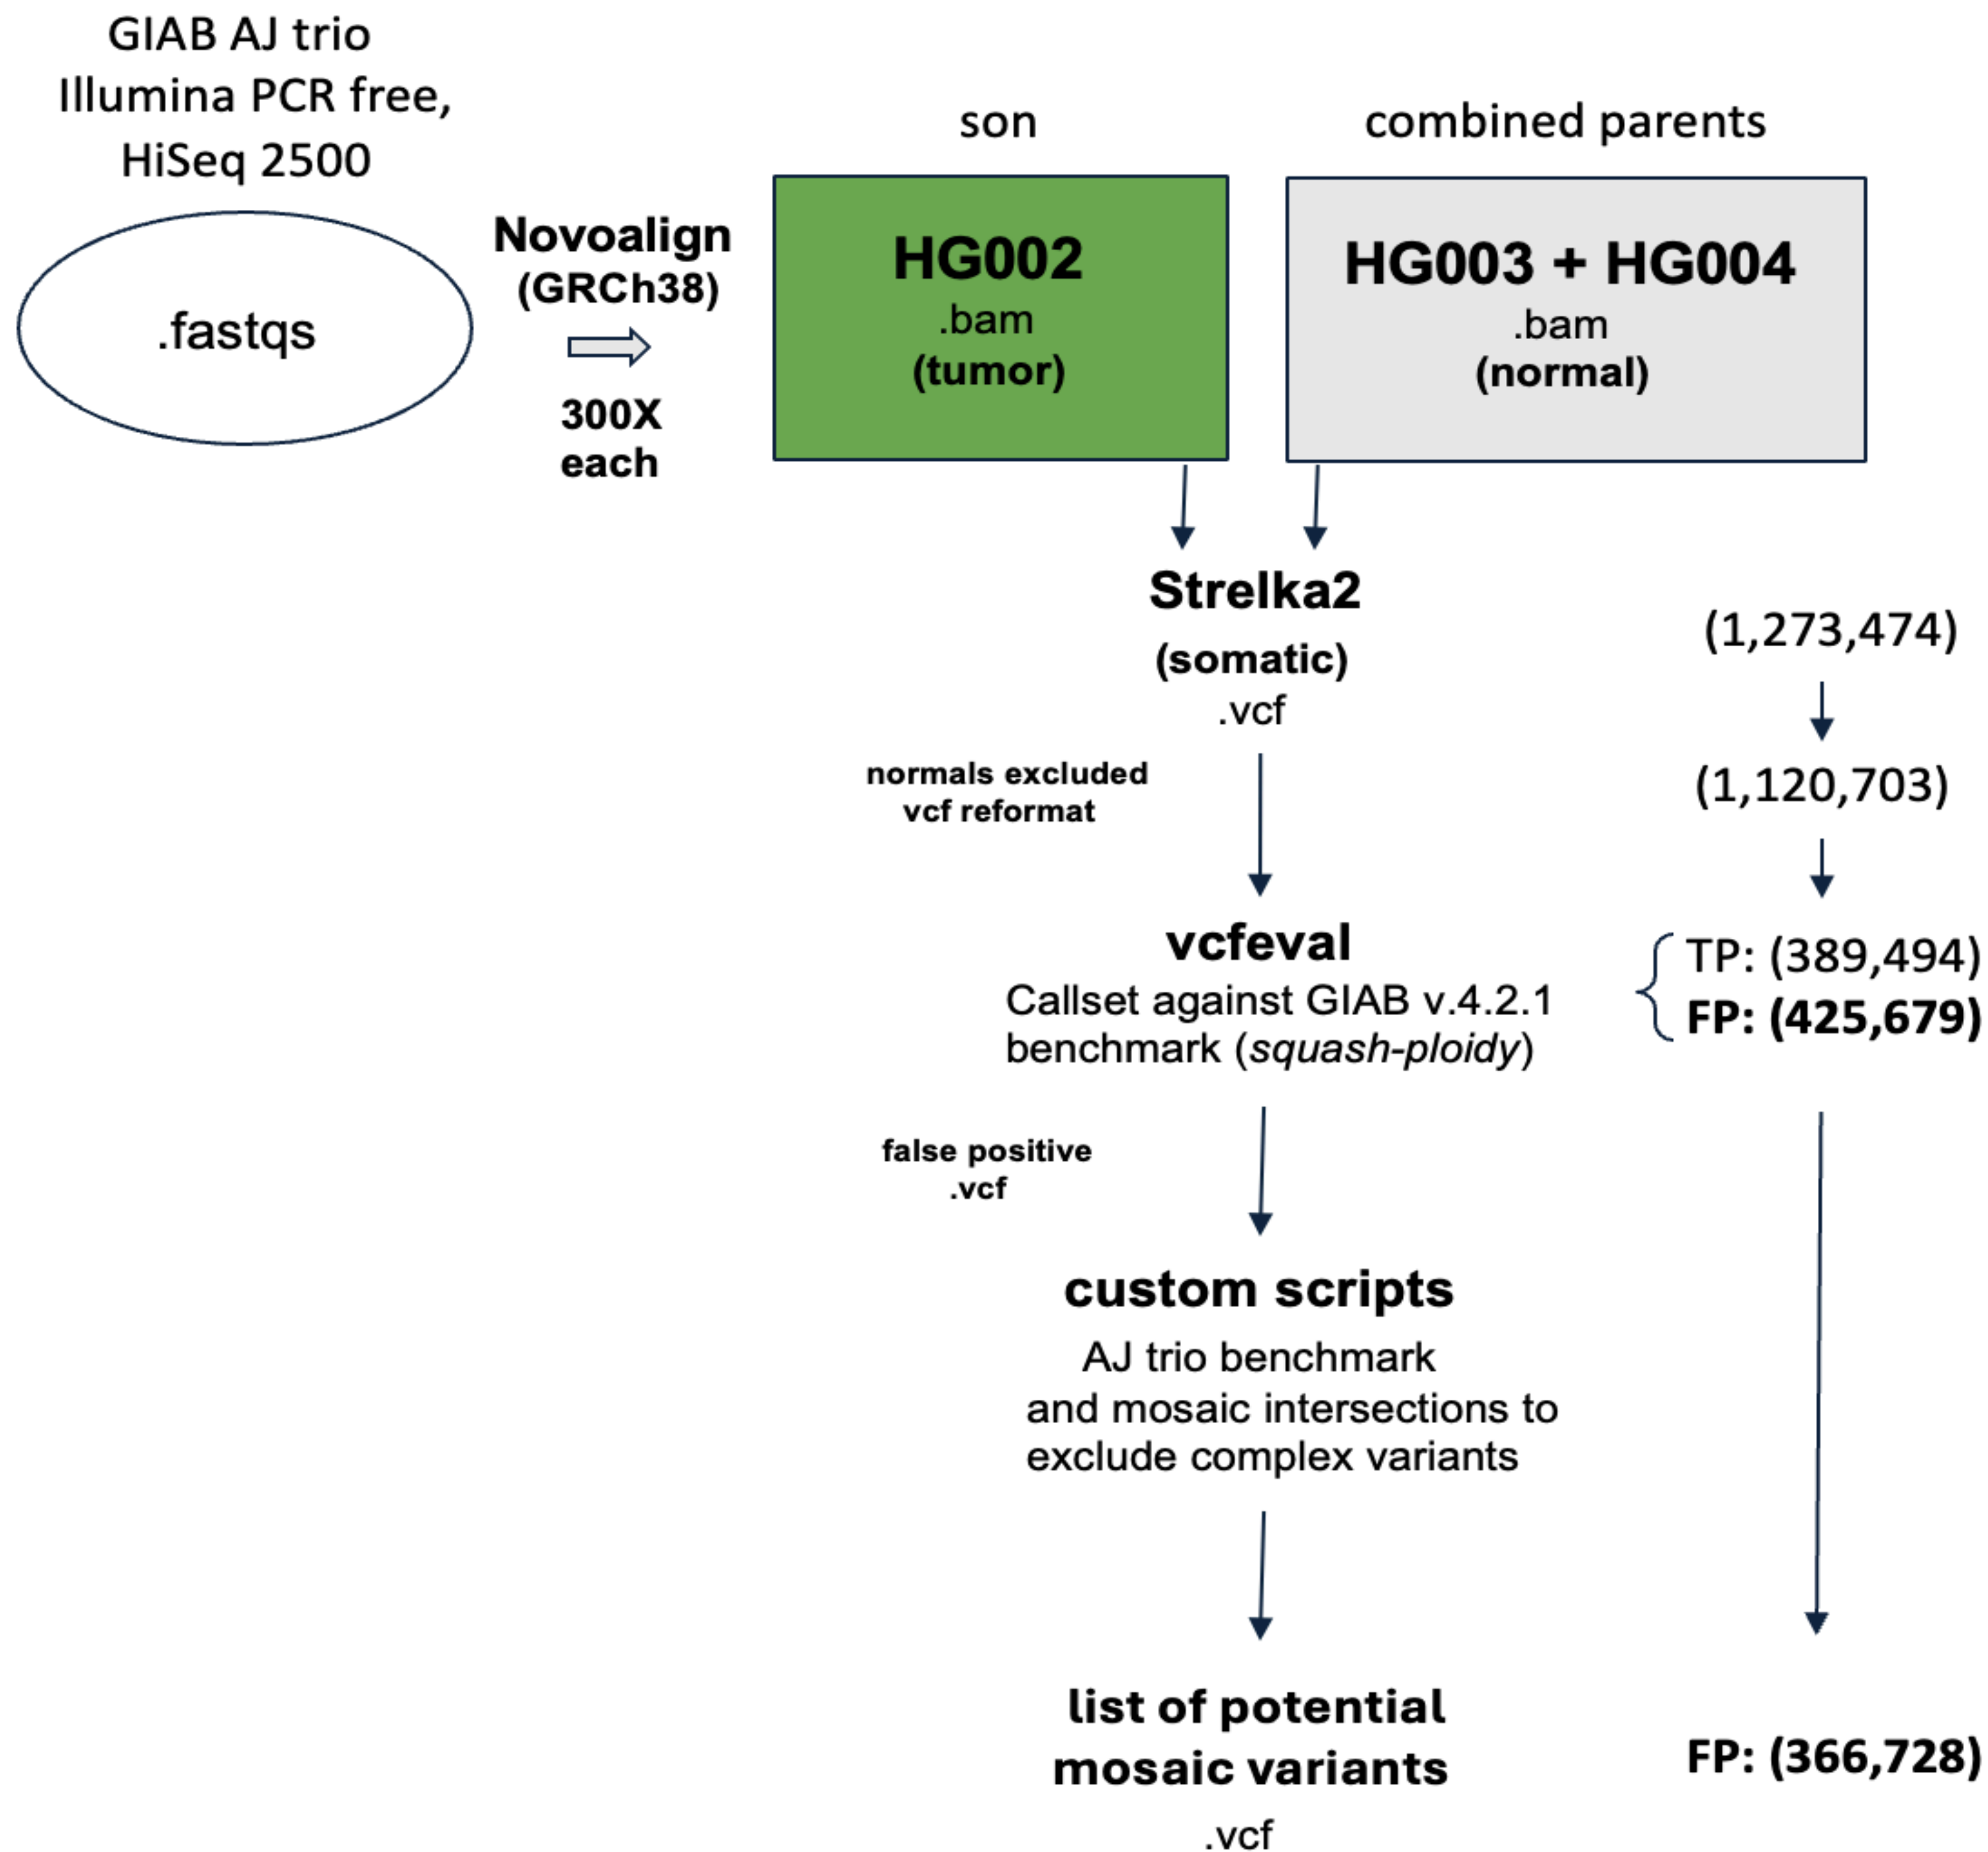 GIAB AJ trio
Illumina PCR free,
HiSeq 2500
.fastqs
Novoalign
(GRCh38)
300X
each
son
HG002
.bam
(tumor)
combined parents
HG003 + HG004
.bam
(normal)
Strelka2
(somatic)
.vcf
(1,273,474)
normals excluded
vcf reformat
(1,120,703)
vcfeval
Callset against GIAB v.4.2.1
benchmark (squash-ploidy)
TP: (389,494)
FP: (425,679)
false positive
.vcf
custom scripts
AJ trio benchmark
and mosaic intersections to
exclude complex variants
list of potential
mosaic variants
.vcf
FP: (366,728)